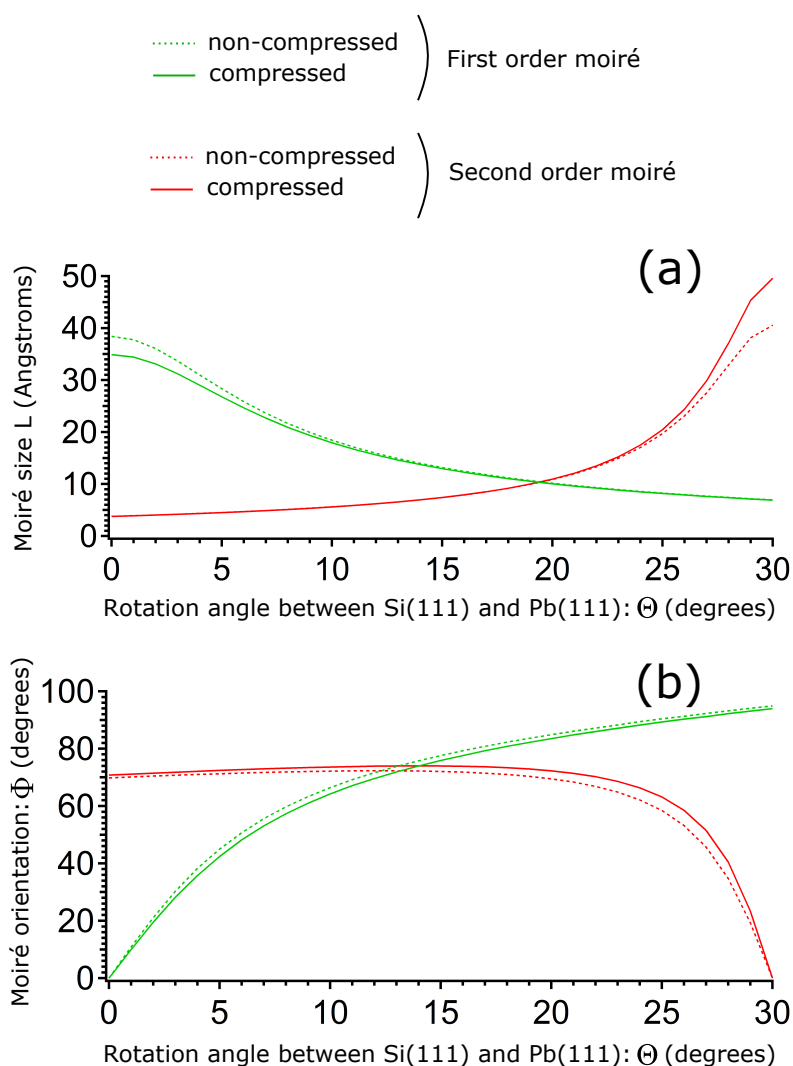 non-compressed
compressed
First order moiré
non-compressed
compressed
Second order moiré
(a)
Moiré size L (Angstroms)
50
40
30
20
10
0
0 5 10 15 20 25 30
Rotation angle between Si(111) and Pb(111): Θ (degrees)
(b)
Moiré orientation: Φ (degrees)
100
80
60
40
20
0
0 5 10 15 20 25 30
Rotation angle between Si(111) and Pb(111): Θ (degrees)